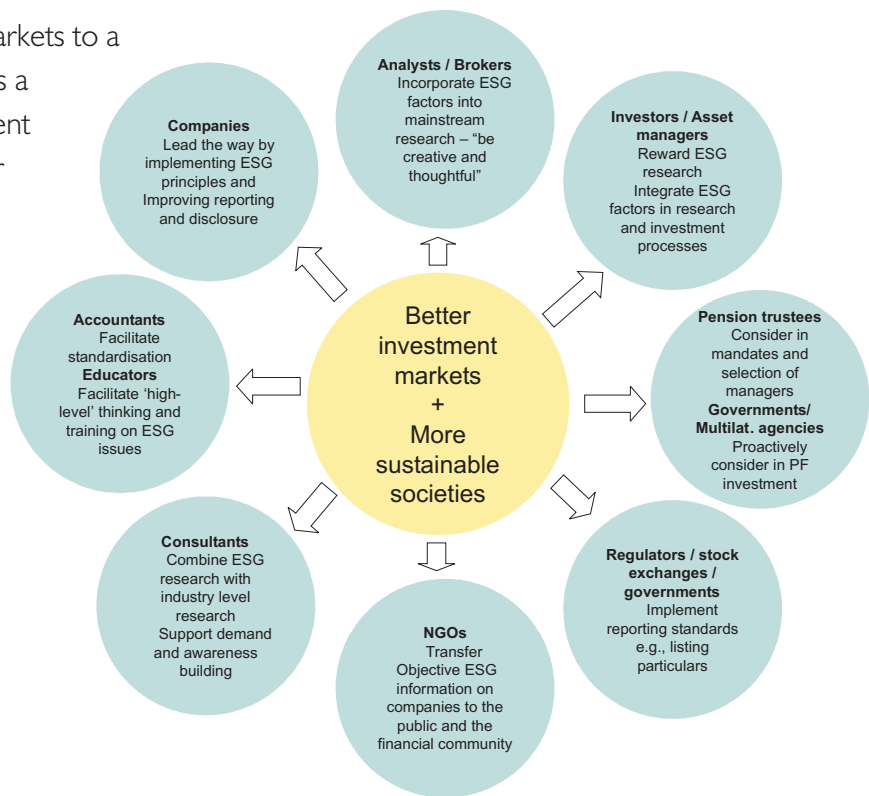 arkets to a
s a
ent
Analysts / Brokers
Incorporate ESG
factors into
mainstream
research – “be
creative and
thoughtful”
Companies
Lead the way by
implementing ESG
principles and
Improving reporting
and disclosure
Investors / Asset
managers
Reward ESG
research
Integrate ESG
factors in research
and investment
processes
Accountants
Facilitate
standardisation
Educators
Facilitate ‘high-
level’ thinking and
training on ESG
issues
Better
investment
markets
+
More
sustainable
societies
Pension trustees
Consider in
mandates and
selection of
managers
Governments/
Multilat. agencies
Proactively
consider in PF
investment
Consultants
Combine ESG
research with
industry level
research
Support demand
and awareness
building
NGOs
Transfer
Objective ESG
information on
companies to the
public and the
financial community
Regulators / stock
exchanges /
governments
Implement
reporting standards
e.g., listing
particulars